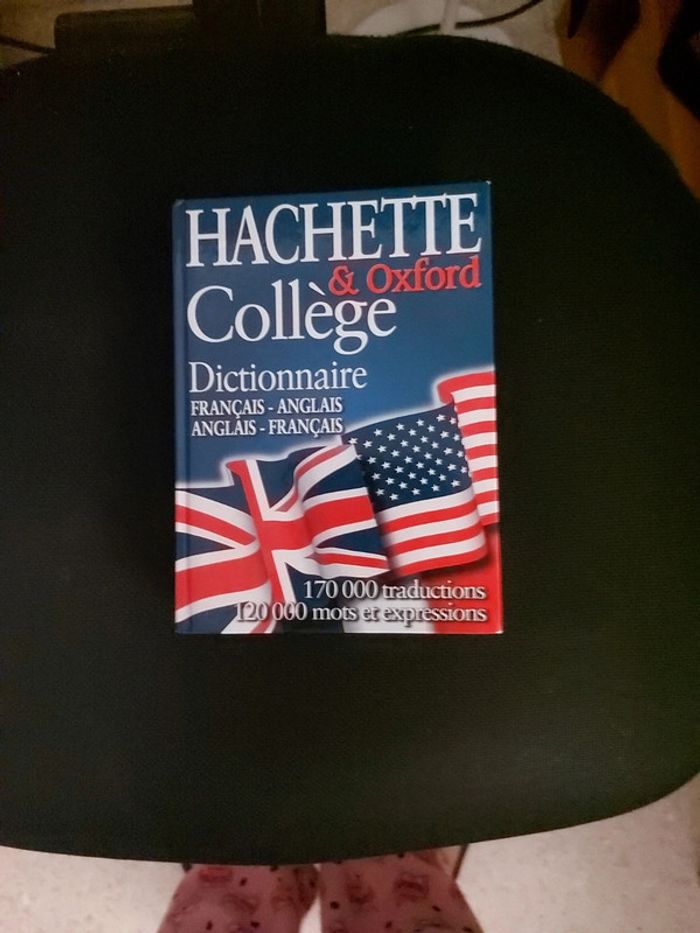 HACHETTE
& Oxford
Collège
Dictionnaire
FRANÇAIS - ANGLAIS
ANGLAIS - FRANÇAIS
170 000 traductions
120 000 mots et expressions